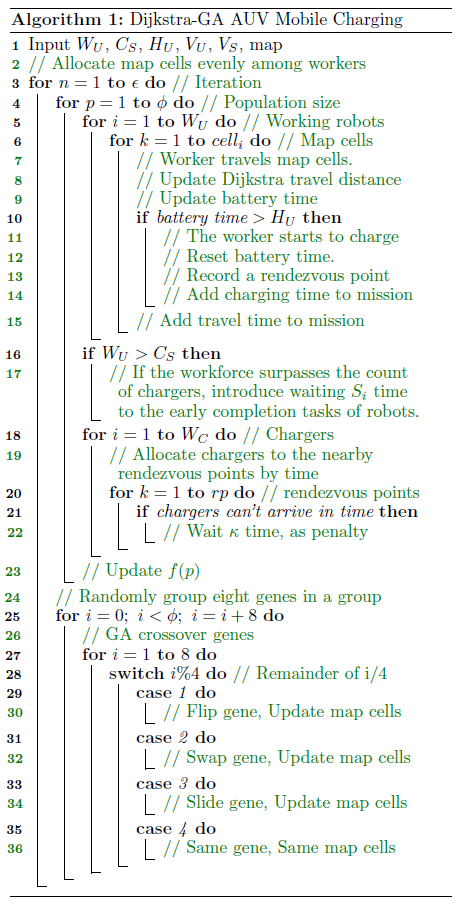 Algorithm 1: Dijkstra-GA AUV Mobile Charging
1 Input W_U, C_S, H_U, V_U, V_S, map
2 // Allocate map cells evenly among workers
3 for n = 1 to ϵ do // Iteration
4 for p = 1 to ϕ do // Population size
5 for i = 1 to W_U do // Working robots
6 for k = 1 to cell_i do // Map cells
7 // Worker travels map cells.
8 // Update Dijkstra travel distance
9 // Update battery time
10 if battery time > H_U then
11 // The worker starts to charge
12 // Reset battery time.
13 // Record a rendezvous point
14 // Add charging time to mission
15 // Add travel time to mission
16 if W_U > C_S then
17 // If the workforce surpasses the count
of chargers, introduce waiting S_i time
to the early completion tasks of robots.
18 for i = 1 to W_C do // Chargers
19 // Allocate chargers to the nearby
rendezvous points by time
20 for k = 1 to rp do // rendezvous points
21 if chargers can't arrive in time then
22 // Wait κ time, as penalty
23 // Update f(p)
24 // Randomly group eight genes in a group
25 for i = 0; i < ϕ; i = i + 8 do
26 // GA crossover genes
27 for i = 1 to 8 do
28 switch i%4 do // Remainder of i/4
29 case 1 do
30 // Flip gene, Update map cells
31 case 2 do
32 // Swap gene, Update map cells
33 case 3 do
34 // Slide gene, Update map cells
35 case 4 do
36 // Same gene, Same map cells